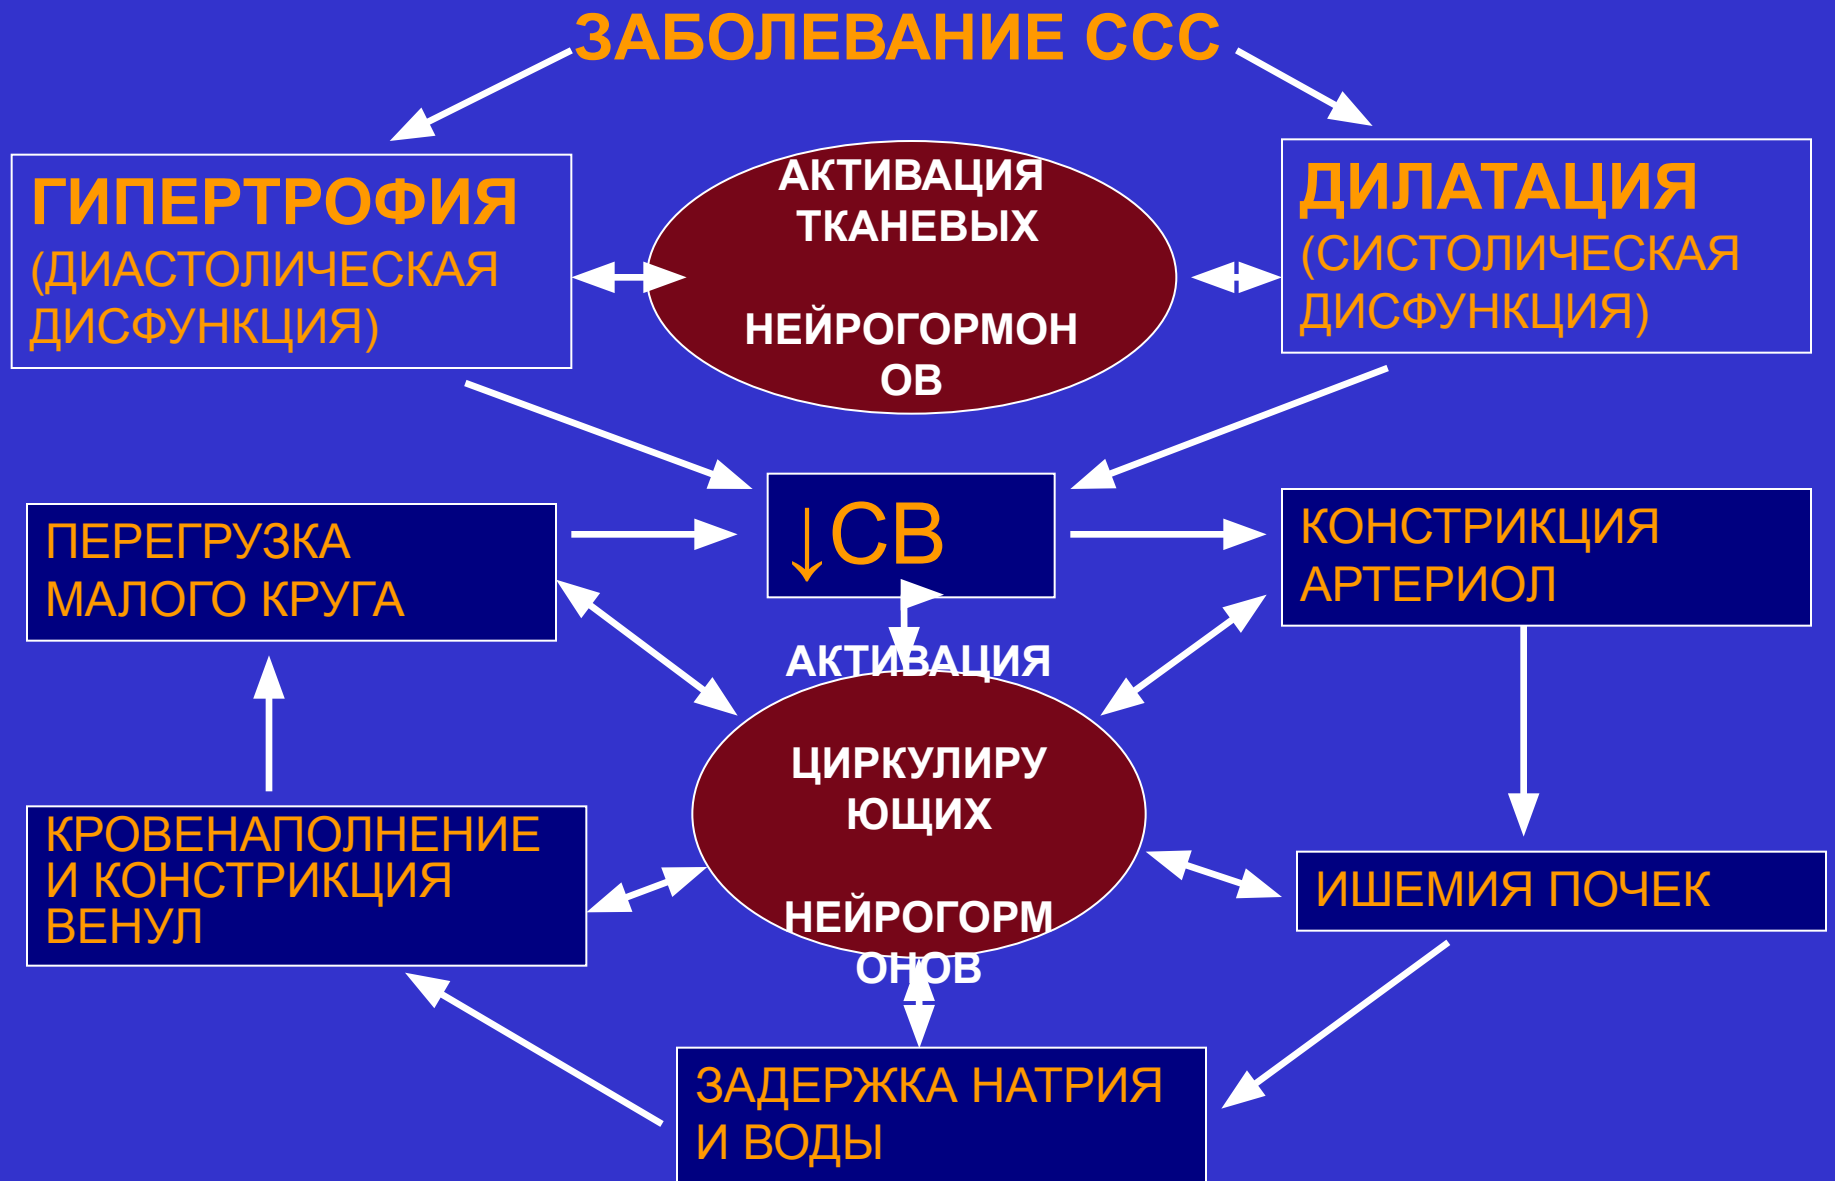 ЗАБОЛЕВАНИЕ ССС
ГИПЕРТРОФИЯ
(ДИАСТОЛИЧЕСКАЯ
ДИСФУНКЦИЯ)
АКТИВАЦИЯ
ТКАНЕВЫХ
НЕЙРОГОРМОН
ОВ
ДИЛАТАЦИЯ
(СИСТОЛИЧЕСКАЯ
ДИСФУНКЦИЯ)
ПЕРЕГРУЗКА
МАЛОГО КРУГА
↓СВ
КОНСТРИКЦИЯ
АРТЕРИОЛ
АКТИВАЦИЯ
ЦИРКУЛИРУ
ЮЩИХ
НЕЙРОГОРМ
ОНОВ
КРОВЕНАПОЛНЕНИЕ
И КОНСТРИКЦИЯ
ВЕНУЛ
ИШЕМИЯ ПОЧЕК
ЗАДЕРЖКА НАТРИЯ
И ВОДЫ